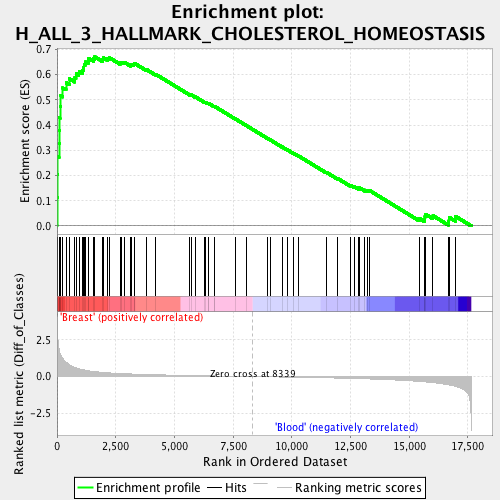 Enrichment plot:
H_ALL_3_HALLMARK_CHOLESTEROL_HOMEOSTASIS
Enrichment score (ES)
0.7
0.6
0.5
0.4
0.3
0.2
0.1
0.0
'Breast' (positively correlated)
Ranked list metric (Diff_of_Classes)
2.5
0.0
-2.5
Zero cross at 8339
'Blood' (negatively correlated)
0
2,500
5,000
7,500
10,000
12,500
15,000
17,500
Rank in Ordered Dataset
Enrichment profile
Hits
Ranking metric scores